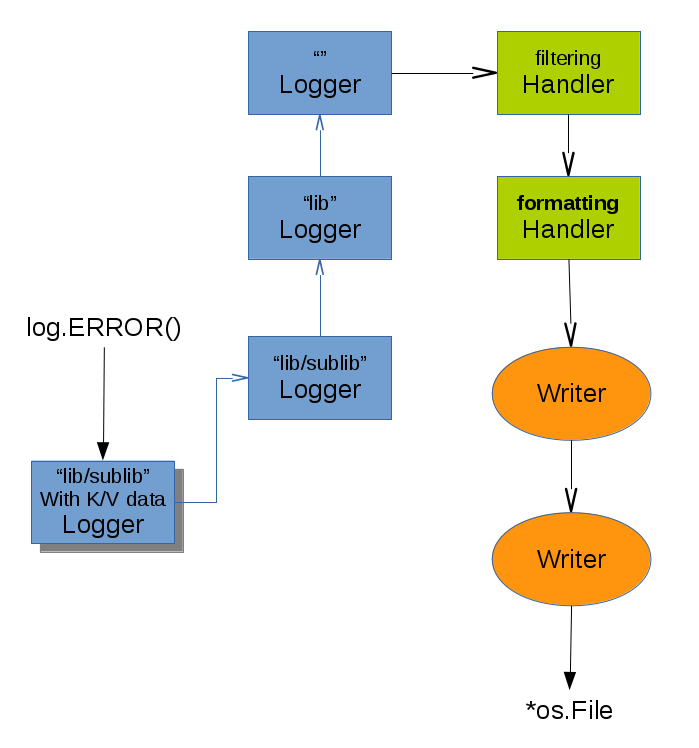 “”
Logger
filtering
Handler
“lib”
Logger
formatting
Handler
log.ERROR()
“lib/sublib”
Logger
Writer
“lib/sublib”
With K/V data
Logger
Writer
*os.File